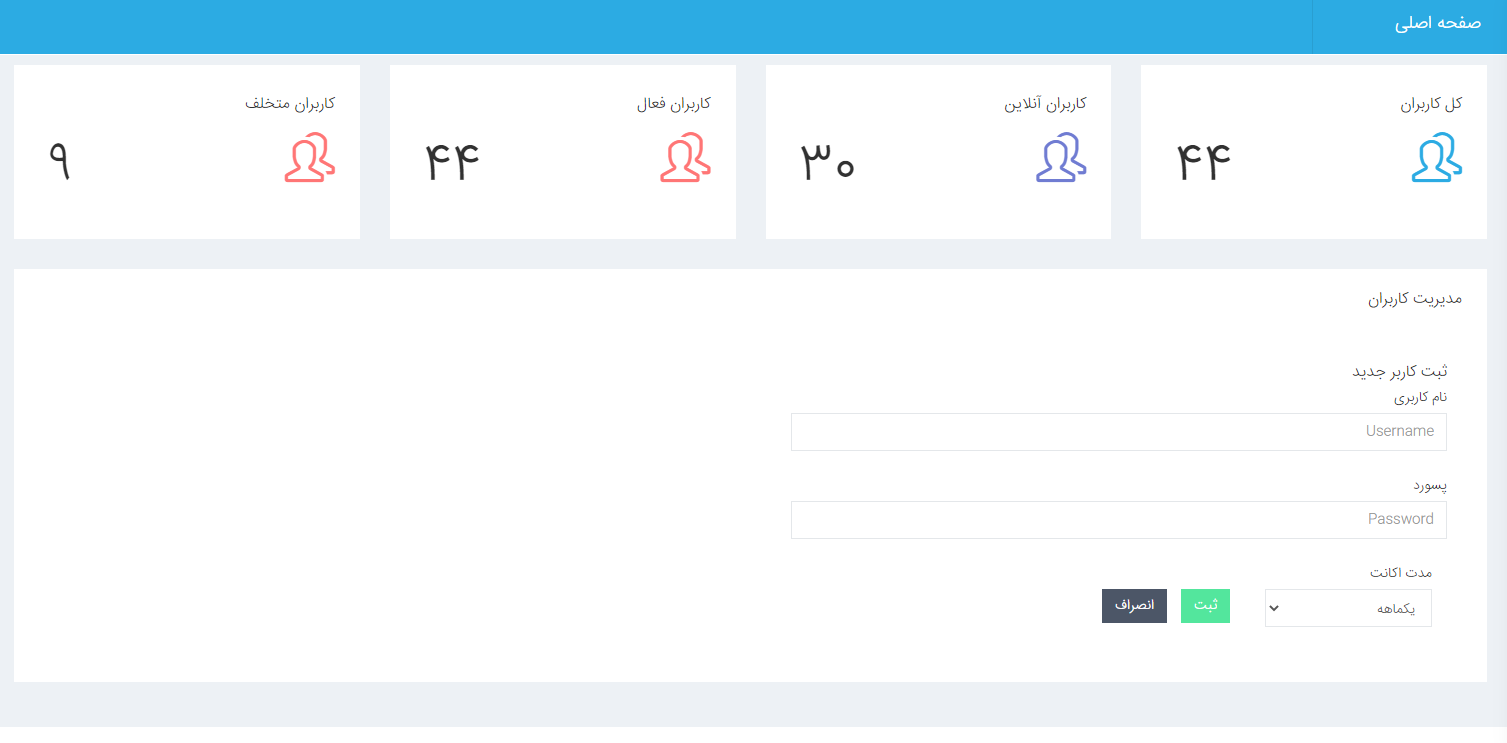 صفحه اصلی
کل کاربران
۴۴
کاربران آنلاین
۳۰
کاربران فعال
۴۴
کاربران متخلف
۹
مدیریت کاربران
ثبت کاربر جدید
نام کاربری
Username
پسورد
Password
مدت اکانت
یکماهه
ثبت
انصراف